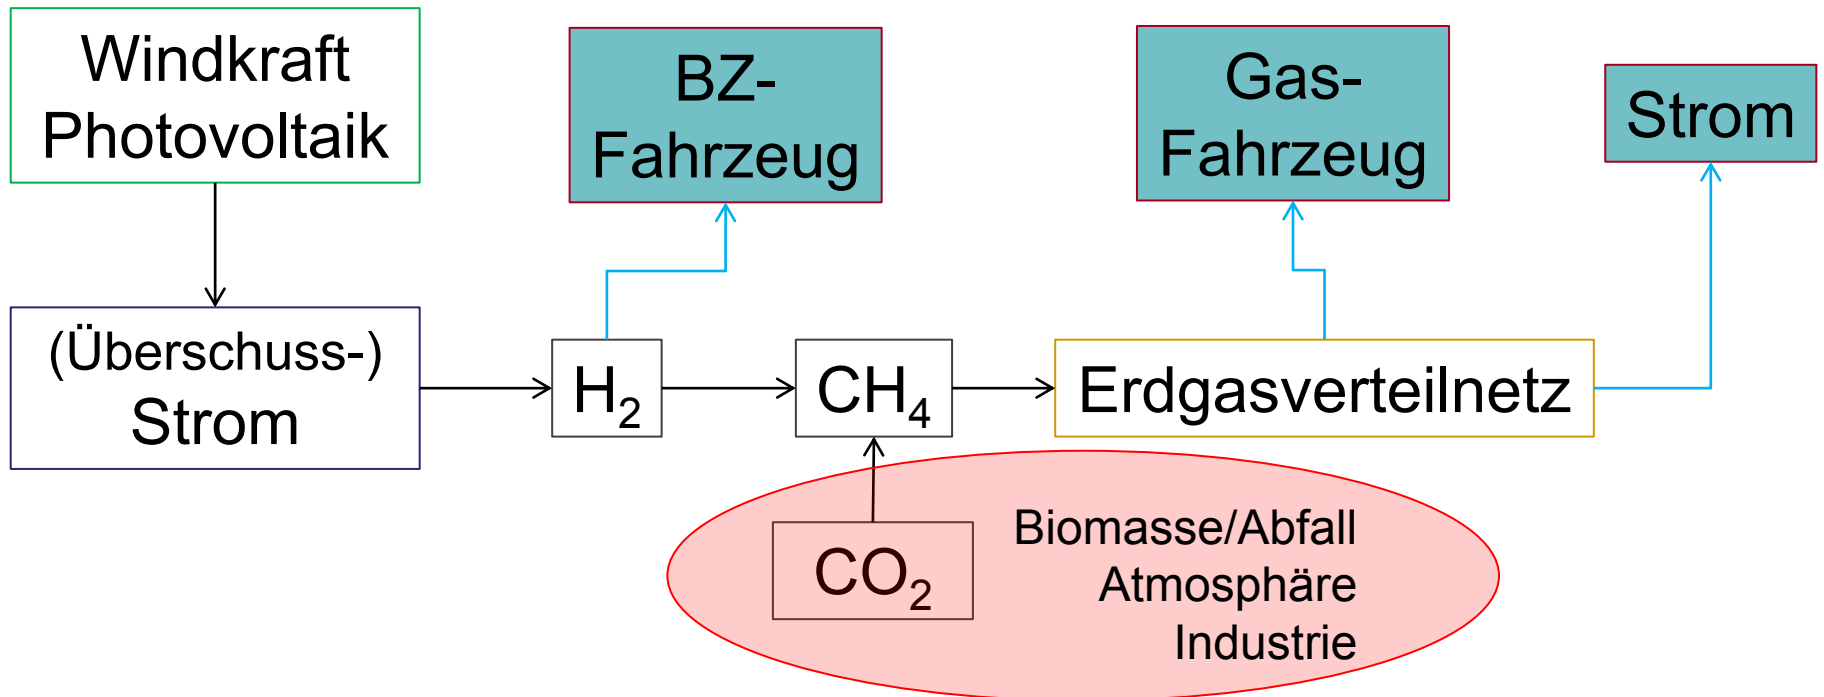 Windkraft
Photovoltaik
BZ-
Fahrzeug
Gas-
Fahrzeug
Strom
(Überschuss-)
Strom
H₂
CH₄
Erdgasverteilnetz
CO₂
Biomasse/Abfall
Atmosphäre
Industrie